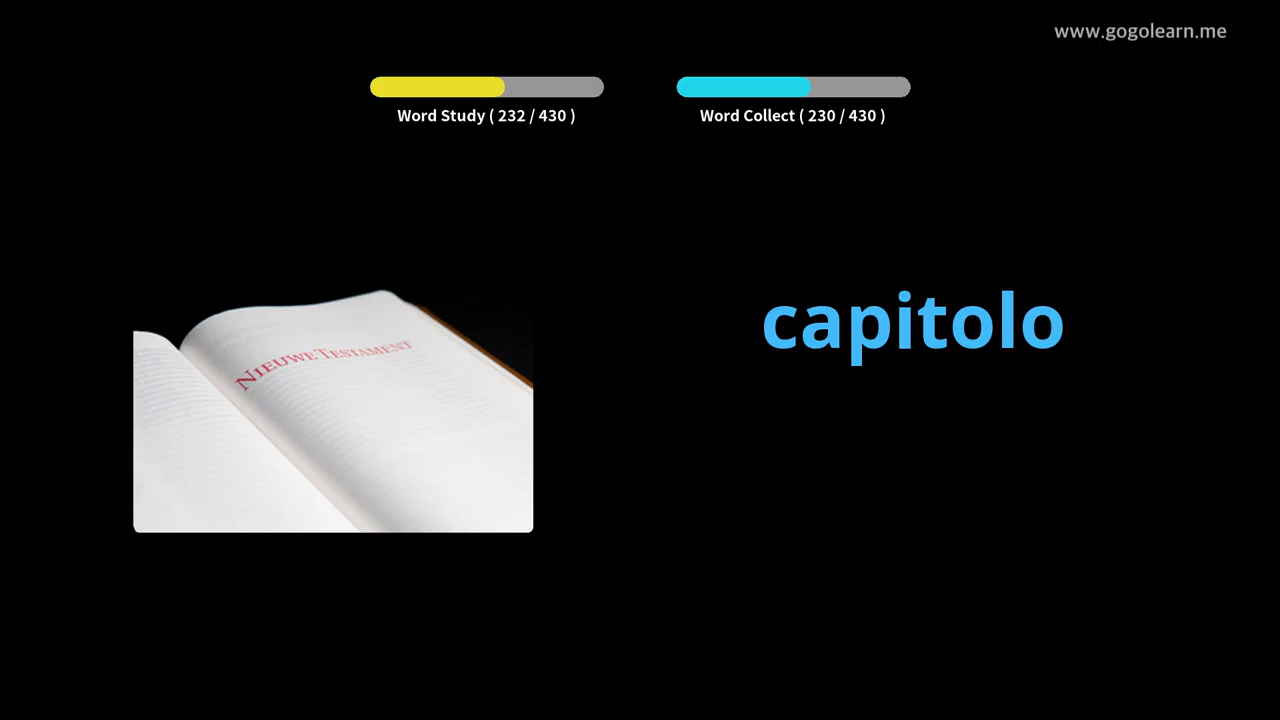 www.gogolearn.me
Word Study ( 232 / 430 )
Word Collect ( 230 / 430 )
capitolo
NIEUWE TESTAMENT